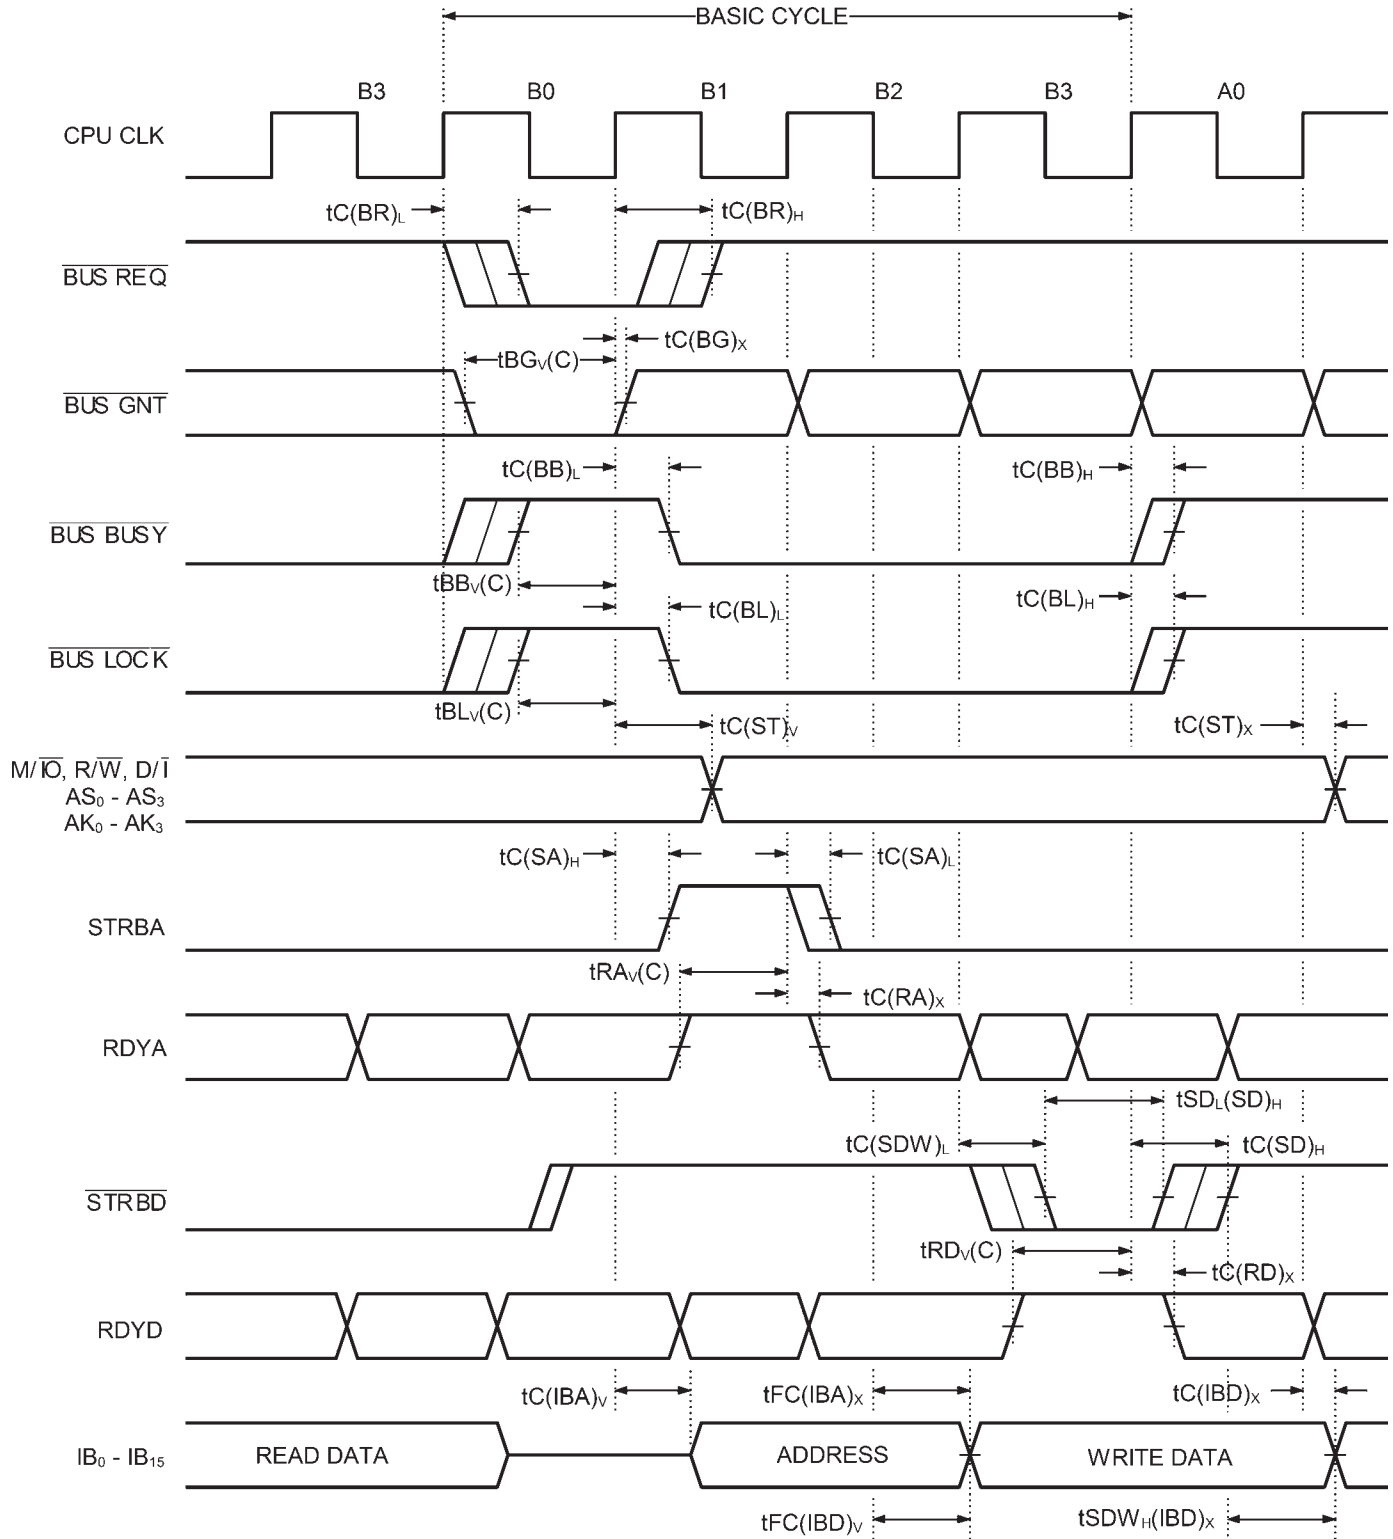 BASIC CYCLE
B3 B0 B1 B2 B3 A0
CPU CLK
tC(BR)L tC(BR)H
BUS REQ
tC(BG)X
tBGV(C)
BUS GNT
tC(BB)L tC(BB)H
BUS BUSY
tBBV(C)
tC(BL)L tC(BL)H
BUS LOCK
tBLV(C)
tC(ST)V tC(ST)X
M/IO, R/W, D/I
AS0 - AS3
AK0 - AK3
tC(SA)H tC(SA)L
STRBA
tRAV(C)
tC(RA)X
RDYA
tSDL(SD)H
tC(SDW)L tC(SD)H
STRBD
tRDV(C)
tC(RD)X
RDYD
tC(IBA)V tFC(IBA)X tC(IBD)X
IB0 - IB15 READ DATA ADDRESS WRITE DATA
tFC(IBD)V tSDWH(IBD)X